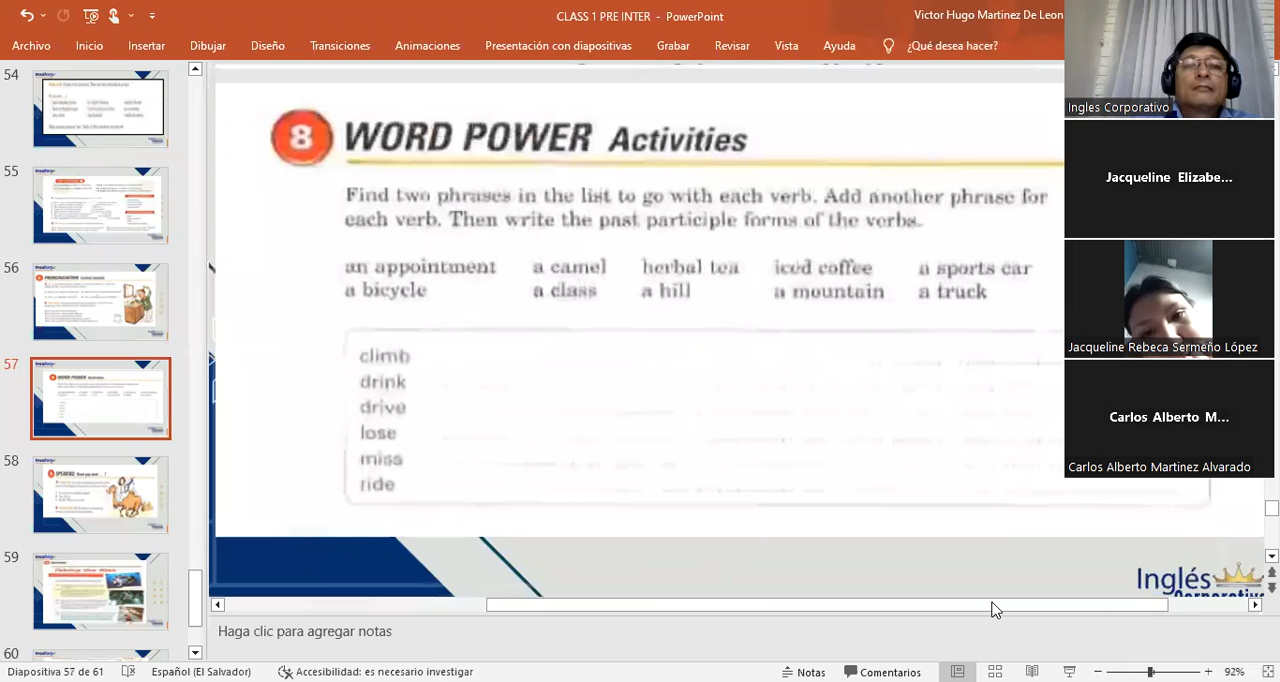 CLASS 1 PRE INTER - PowerPoint
Victor Hugo Martinez De Leon
Archivo Inicio Insertar Dibujar Diseño Transiciones Animaciones Presentación con diapositivas Grabar Revisar Vista Ayuda ¿Qué desea hacer?
Ingles Corporativo
Jacqueline Elizabe...
Jacqueline Rebeca Sermeño López
Carlos Alberto M...
Carlos Alberto Martinez Alvarado
54
55
56
57
58
59
60
8 WORD POWER Activities
Find two phrases in the list to go with each verb. Add another phrase for
each verb. Then write the past participle forms of the verbs.
an appointment a camel herbal tea iced coffee a sports car
a bicycle a class a hill a mountain a truck
climb
drink
drive
lose
miss
ride
Inglés
Corporativo
Haga clic para agregar notas
Diapositiva 57 de 61 Español (El Salvador) Accesibilidad: es necesario investigar Notas Comentarios 92%